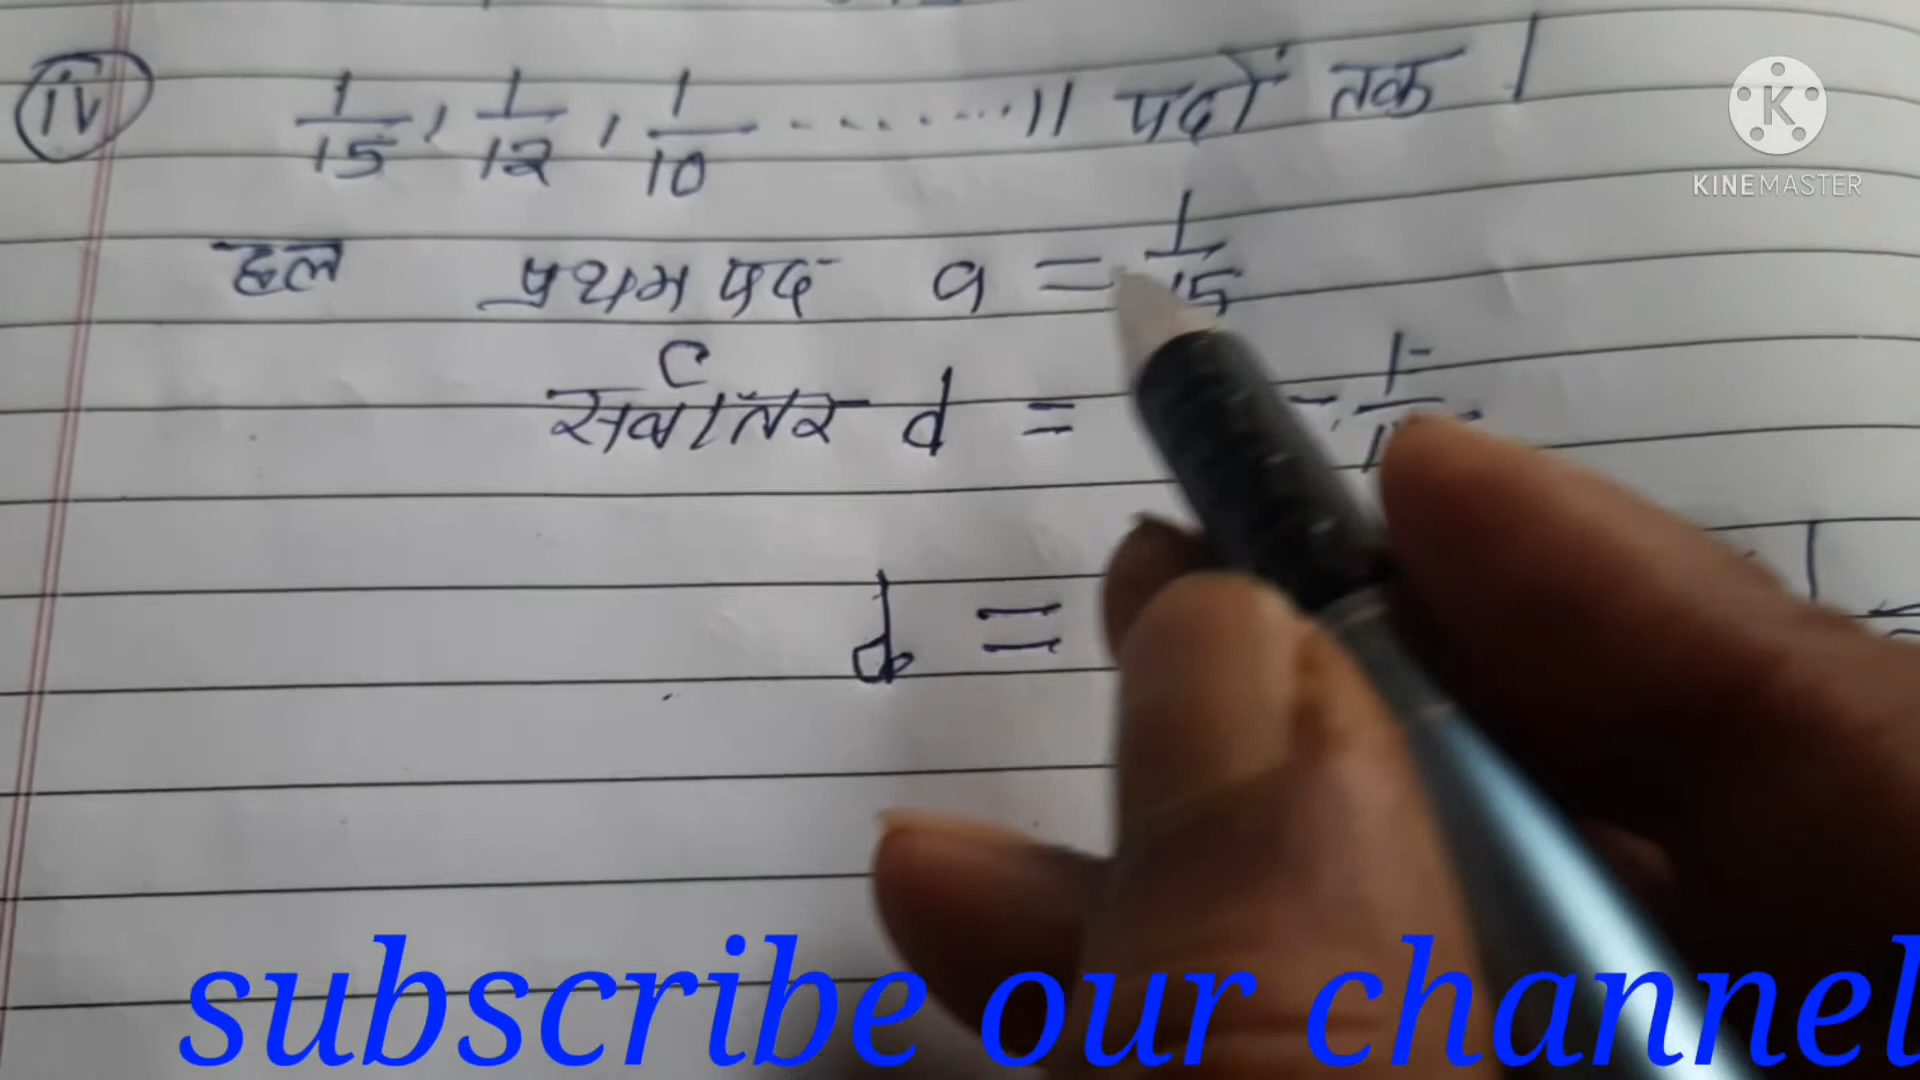 iv 1/15 , 1/12 , 1/10 ......... 11 पदों तक |
हल प्रथम पद a = 1/15
सर्वान्तर d = - 1/
d =
KINEMASTER
subscribe our channel